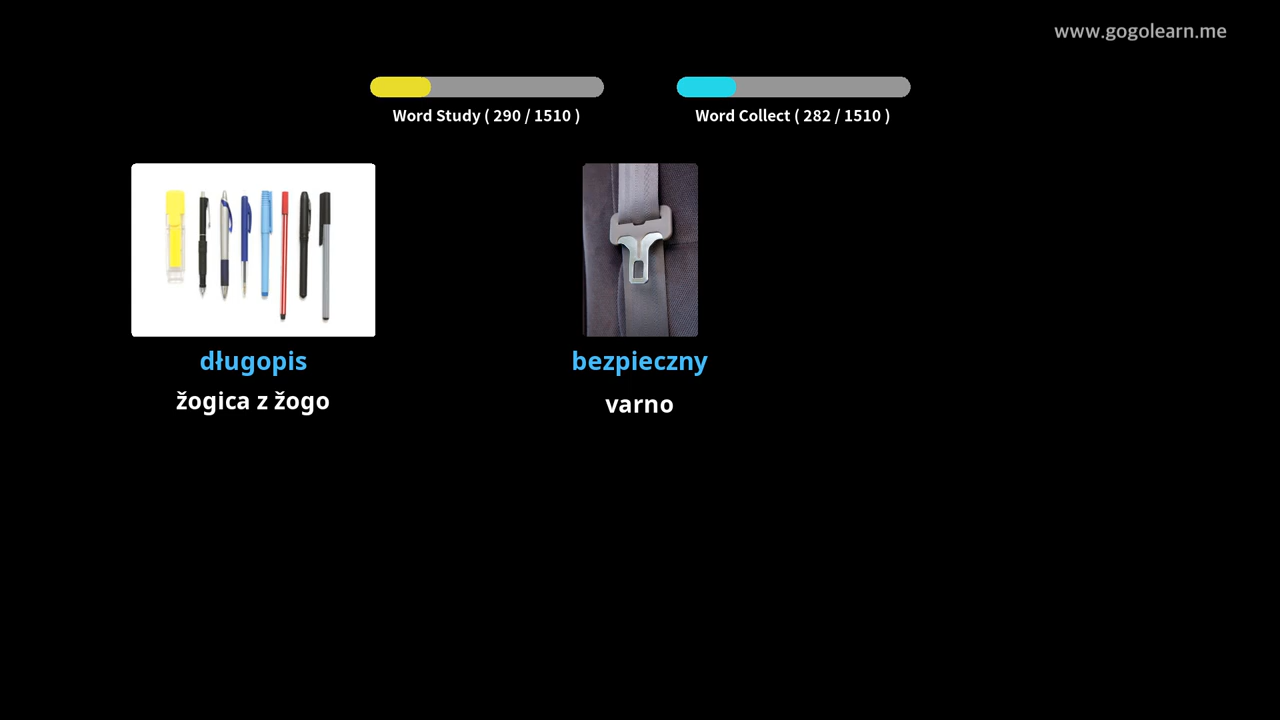 www.gogolearn.me
Word Study ( 290 / 1510 )
Word Collect ( 282 / 1510 )
długopis
bezpieczny
žogica z žogo
varno